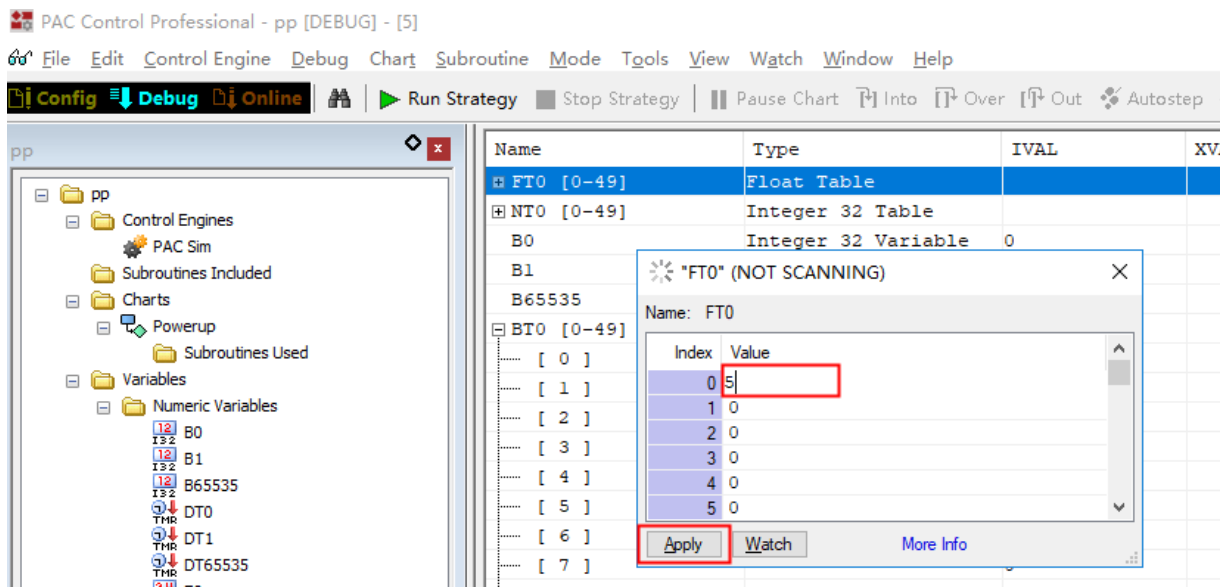 PAC Control Professional - pp [DEBUG] - [5]
File Edit Control Engine Debug Chart Subroutine Mode Tools View Watch Window Help
Config Debug Online Run Strategy Stop Strategy Pause Chart Into Over Out Autostep
pp
pp
Control Engines
PAC Sim
Subroutines Included
Charts
Powerup
Subroutines Used
Variables
Numeric Variables
B0
B1
B65535
DT0
DT1
DT65535
Name Type IVAL
FT0 [0-49] Float Table
NT0 [0-49] Integer 32 Table
B0 Integer 32 Variable 0
B1
B65535
BT0 [0-49]
[ 0 ]
[ 1 ]
[ 2 ]
[ 3 ]
[ 4 ]
[ 5 ]
[ 6 ]
[ 7 ]
"FT0" (NOT SCANNING)
Name: FT0
Index Value
0 5
1 0
2 0
3 0
4 0
5 0
Apply Watch More Info